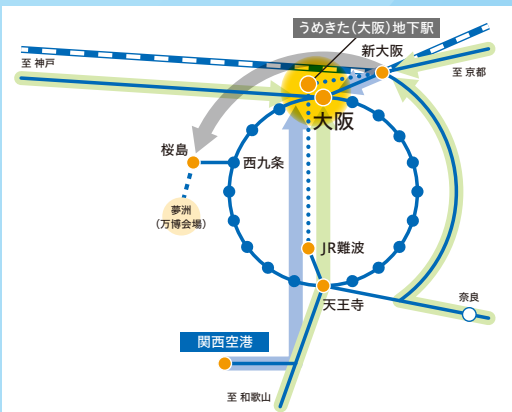 うめきた(大阪)地下駅
新大阪
至 神戸
至 京都
大阪
桜島
西九条
夢洲
(万博会場)
JR難波
天王寺
奈良
関西空港
至 和歌山